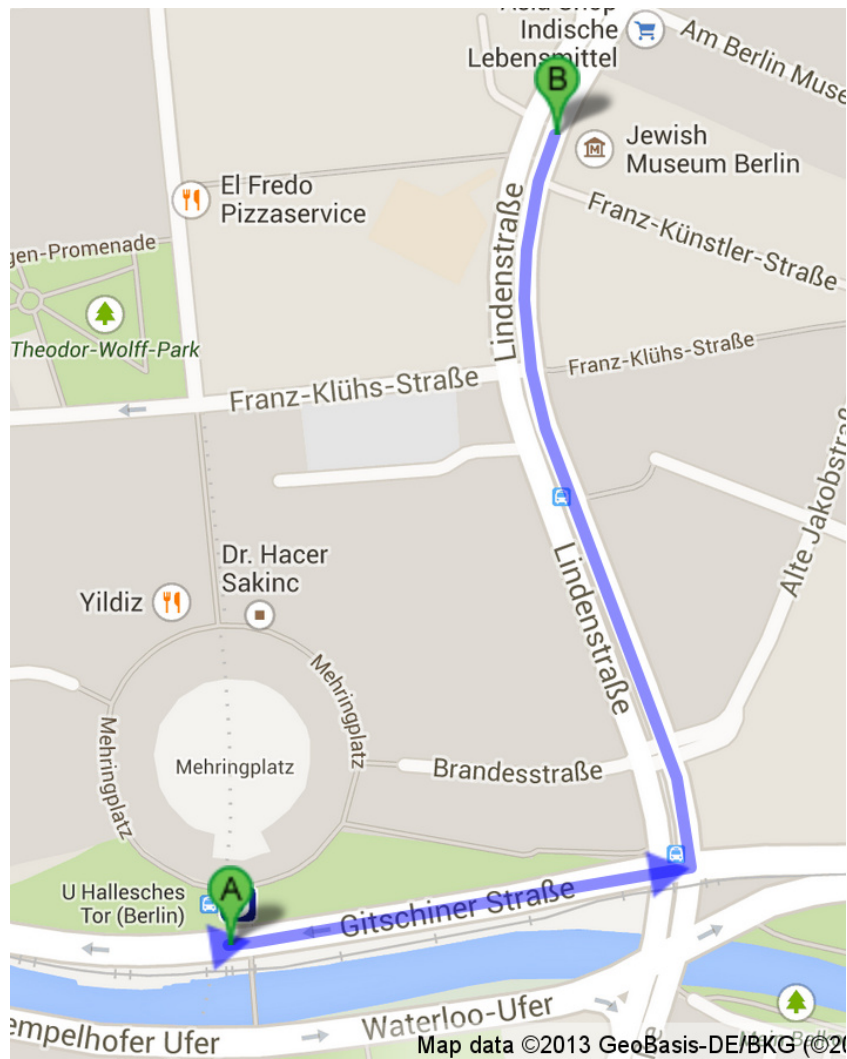 Indische
Lebensmittel
B
Am Berlin Muse
Jewish
Museum Berlin
El Fredo
Pizzaservice
Franz-Künstler-Straße
gen-Promenade
Lindenstraße
Theodor-Wolff-Park
Franz-Klühs-Straße
Franz-Klühs-Straße
Alte Jakobstraß
Dr. Hacer
Sakinc
Yildiz
Lindenstraße
Mehringplatz
Mehringplatz
Mehringplatz
Brandesstraße
U Hallesches
Tor (Berlin)
A
Gitschiner Straße
empelhofer Ufer
Waterloo-Ufer
Map data ©2013 GeoBasis-DE/BKG (©20